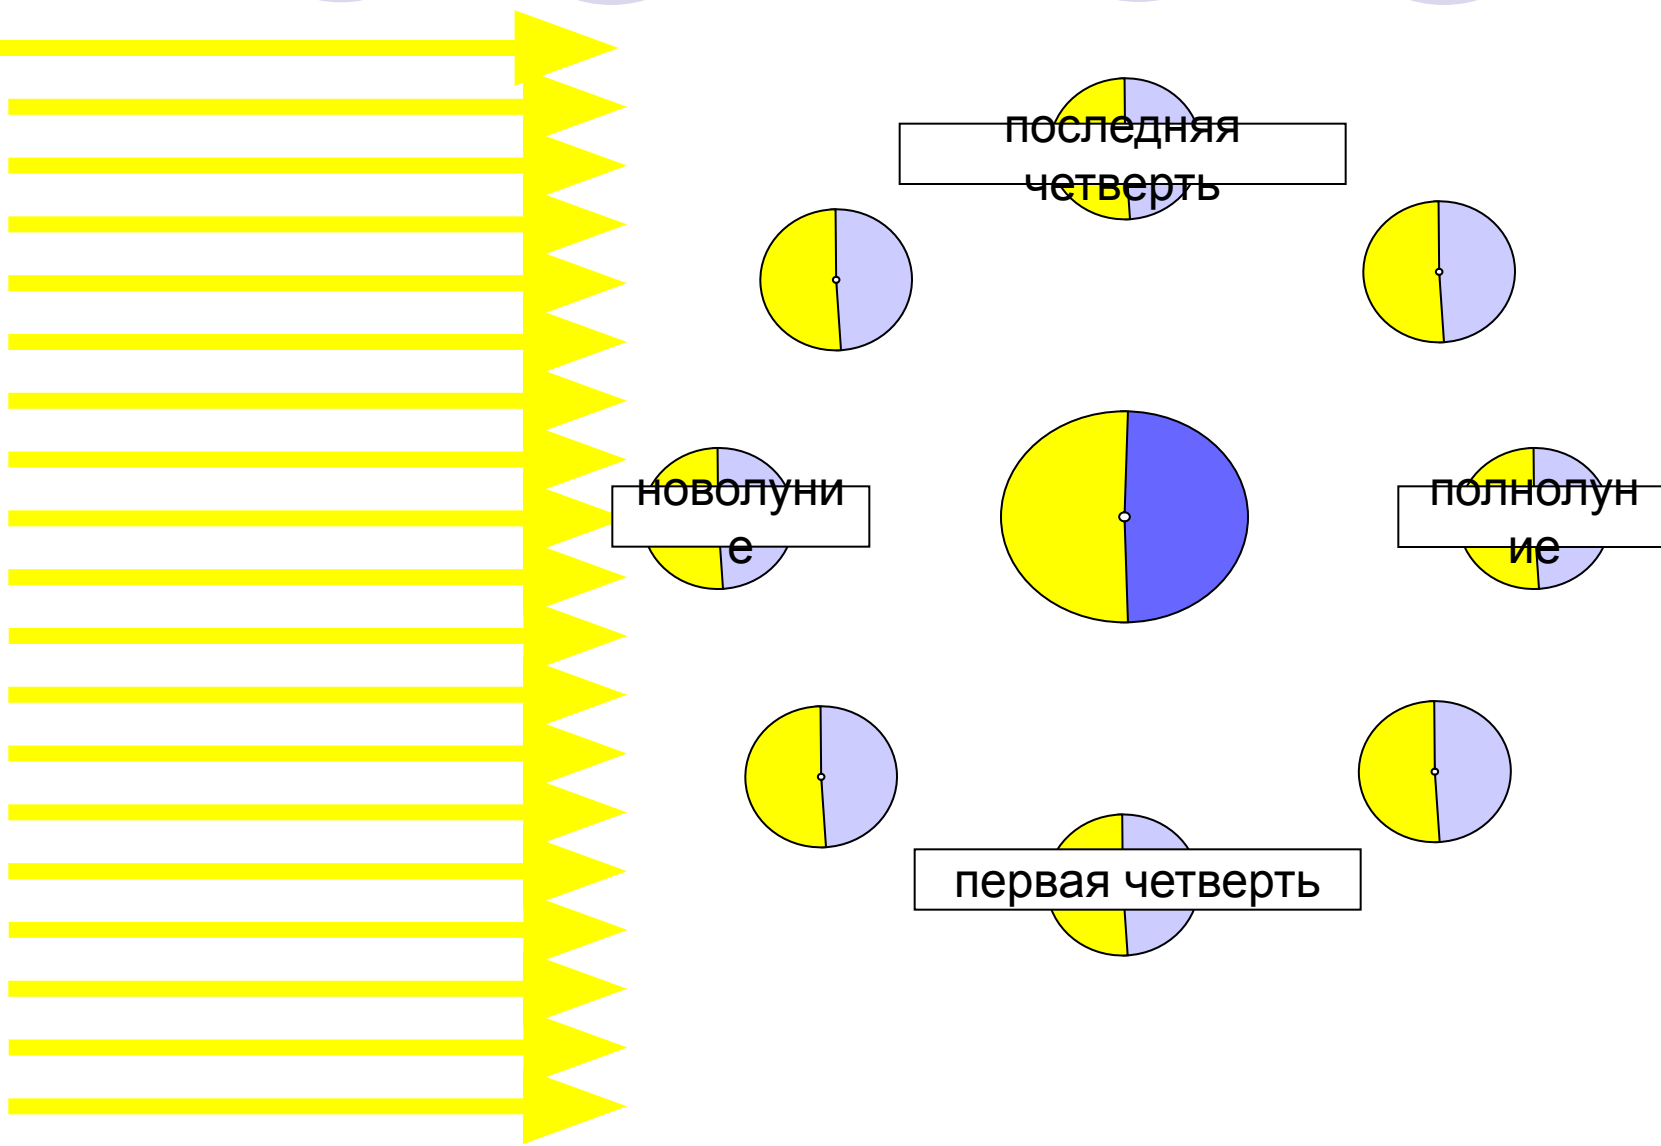 последняя
четверть
новолуни
е
полнолун
ие
первая четверть